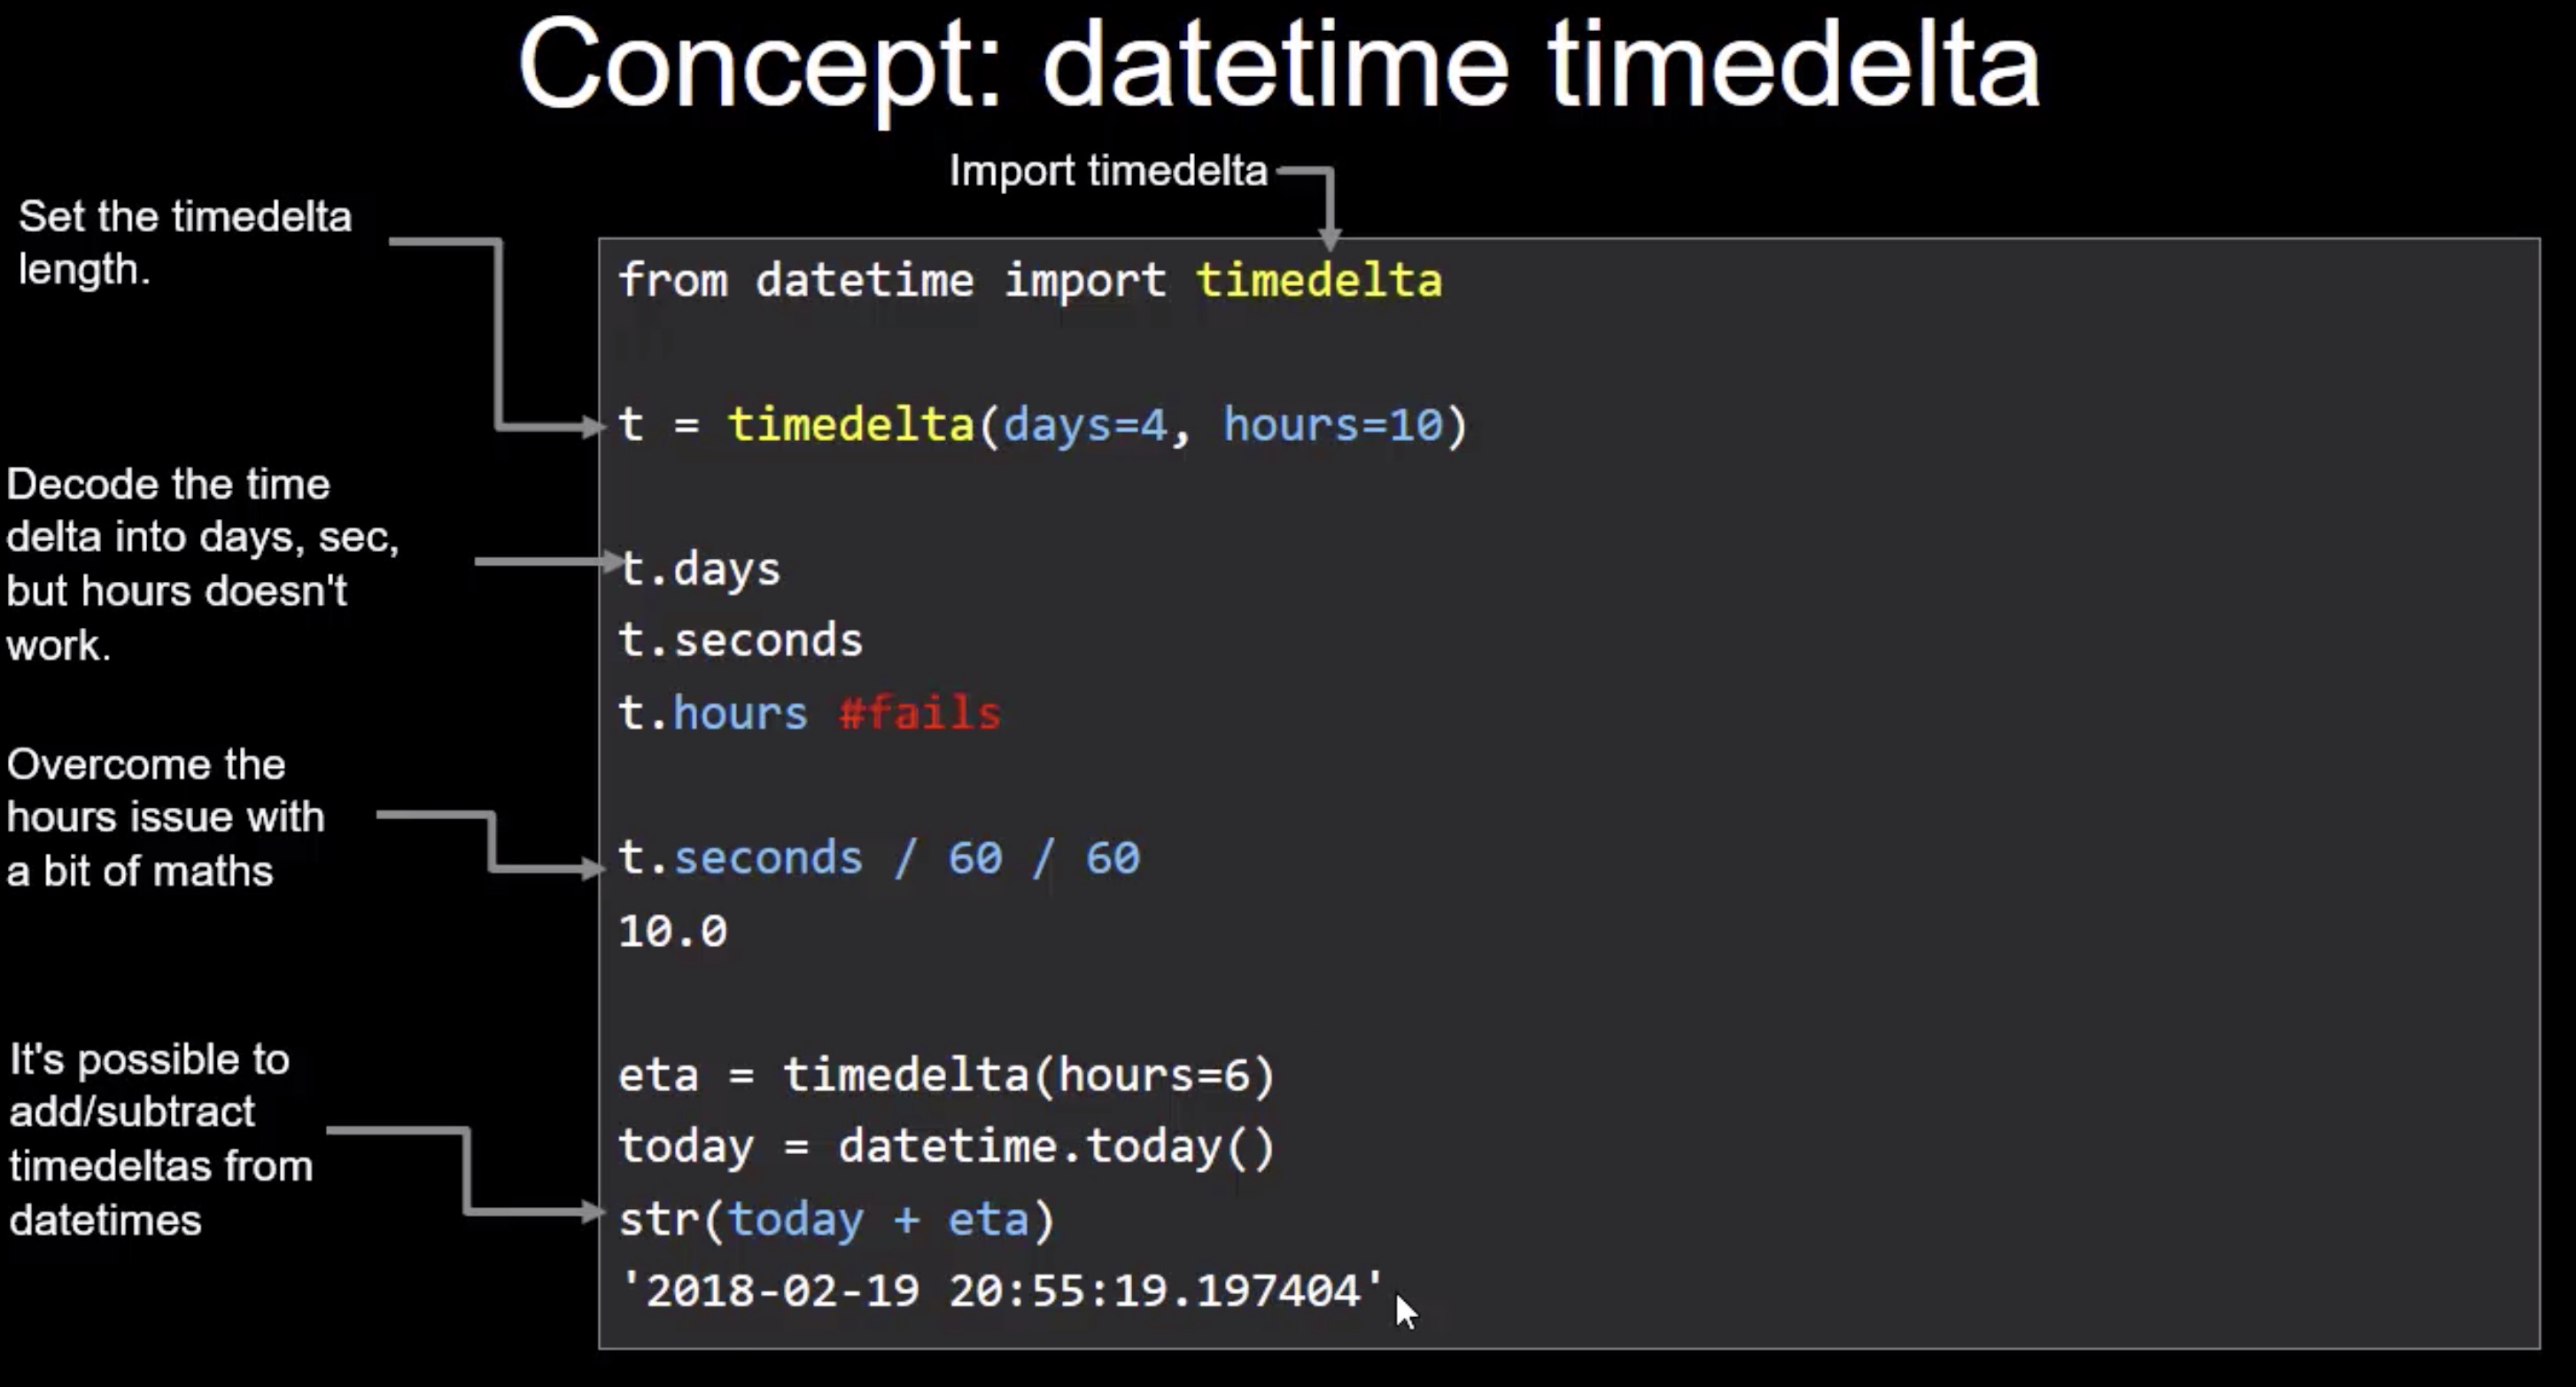 Concept: datetime timedelta
Import timedelta
Set the timedelta
length.
from datetime import timedelta
t = timedelta(days=4, hours=10)
Decode the time
delta into days, sec,
but hours doesn't
work.
t.days
t.seconds
t.hours #fails
Overcome the
hours issue with
a bit of maths
t.seconds / 60 / 60
10.0
It's possible to
add/subtract
timedeltas from
datetimes
eta = timedelta(hours=6)
today = datetime.today()
str(today + eta)
'2018-02-19 20:55:19.197404'